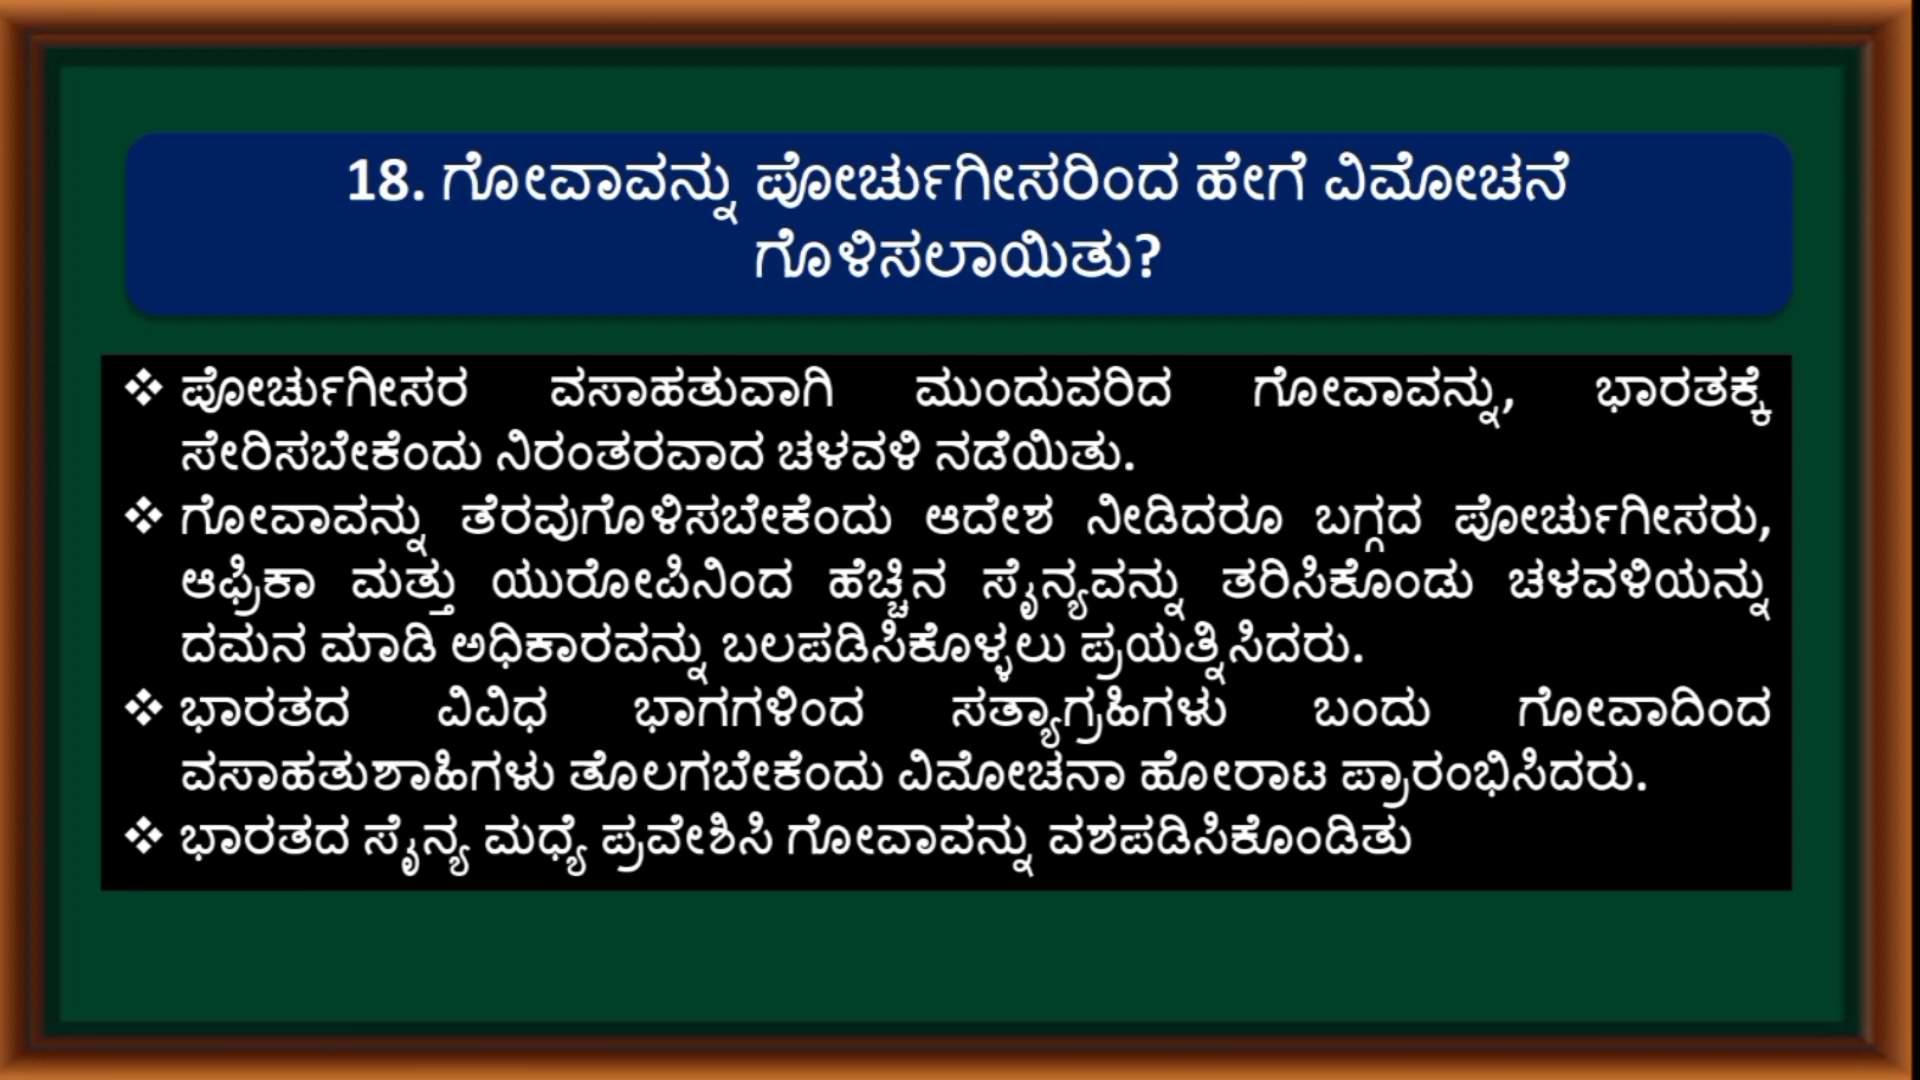 18. ಗೋವಾವನ್ನು ಪೋರ್ಚುಗೀಸರಿಂದ ಹೇಗೆ ವಿಮೋಚನೆ
ಗೊಳಿಸಲಾಯಿತು?
❖ ಪೋರ್ಚುಗೀಸರ ವಸಾಹತುವಾಗಿ ಮುಂದುವರಿದ ಗೋವಾವನ್ನು, ಭಾರತಕ್ಕೆ
ಸೇರಿಸಬೇಕೆಂದು ನಿರಂತರವಾದ ಚಳವಳಿ ನಡೆಯಿತು.
❖ ಗೋವಾವನ್ನು ತೆರವುಗೊಳಿಸಬೇಕೆಂದು ಆದೇಶ ನೀಡಿದರೂ ಬಗ್ಗದ ಪೋರ್ಚುಗೀಸರು,
ಆಫ್ರಿಕಾ ಮತ್ತು ಯುರೋಪಿನಿಂದ ಹೆಚ್ಚಿನ ಸೈನ್ಯವನ್ನು ತರಿಸಿಕೊಂಡು ಚಳವಳಿಯನ್ನು
ದಮನ ಮಾಡಿ ಅಧಿಕಾರವನ್ನು ಬಲಪಡಿಸಿಕೊಳ್ಳಲು ಪ್ರಯತ್ನಿಸಿದರು.
❖ ಭಾರತದ ವಿವಿಧ ಭಾಗಗಳಿಂದ ಸತ್ಯಾಗ್ರಹಿಗಳು ಬಂದು ಗೋವಾದಿಂದ
ವಸಾಹತುಶಾಹಿಗಳು ತೊಲಗಬೇಕೆಂದು ವಿಮೋಚನಾ ಹೋರಾಟ ಪ್ರಾರಂಭಿಸಿದರು.
❖ ಭಾರತದ ಸೈನ್ಯ ಮಧ್ಯೆ ಪ್ರವೇಶಿಸಿ ಗೋವಾವನ್ನು ವಶಪಡಿಸಿಕೊಂಡಿತು